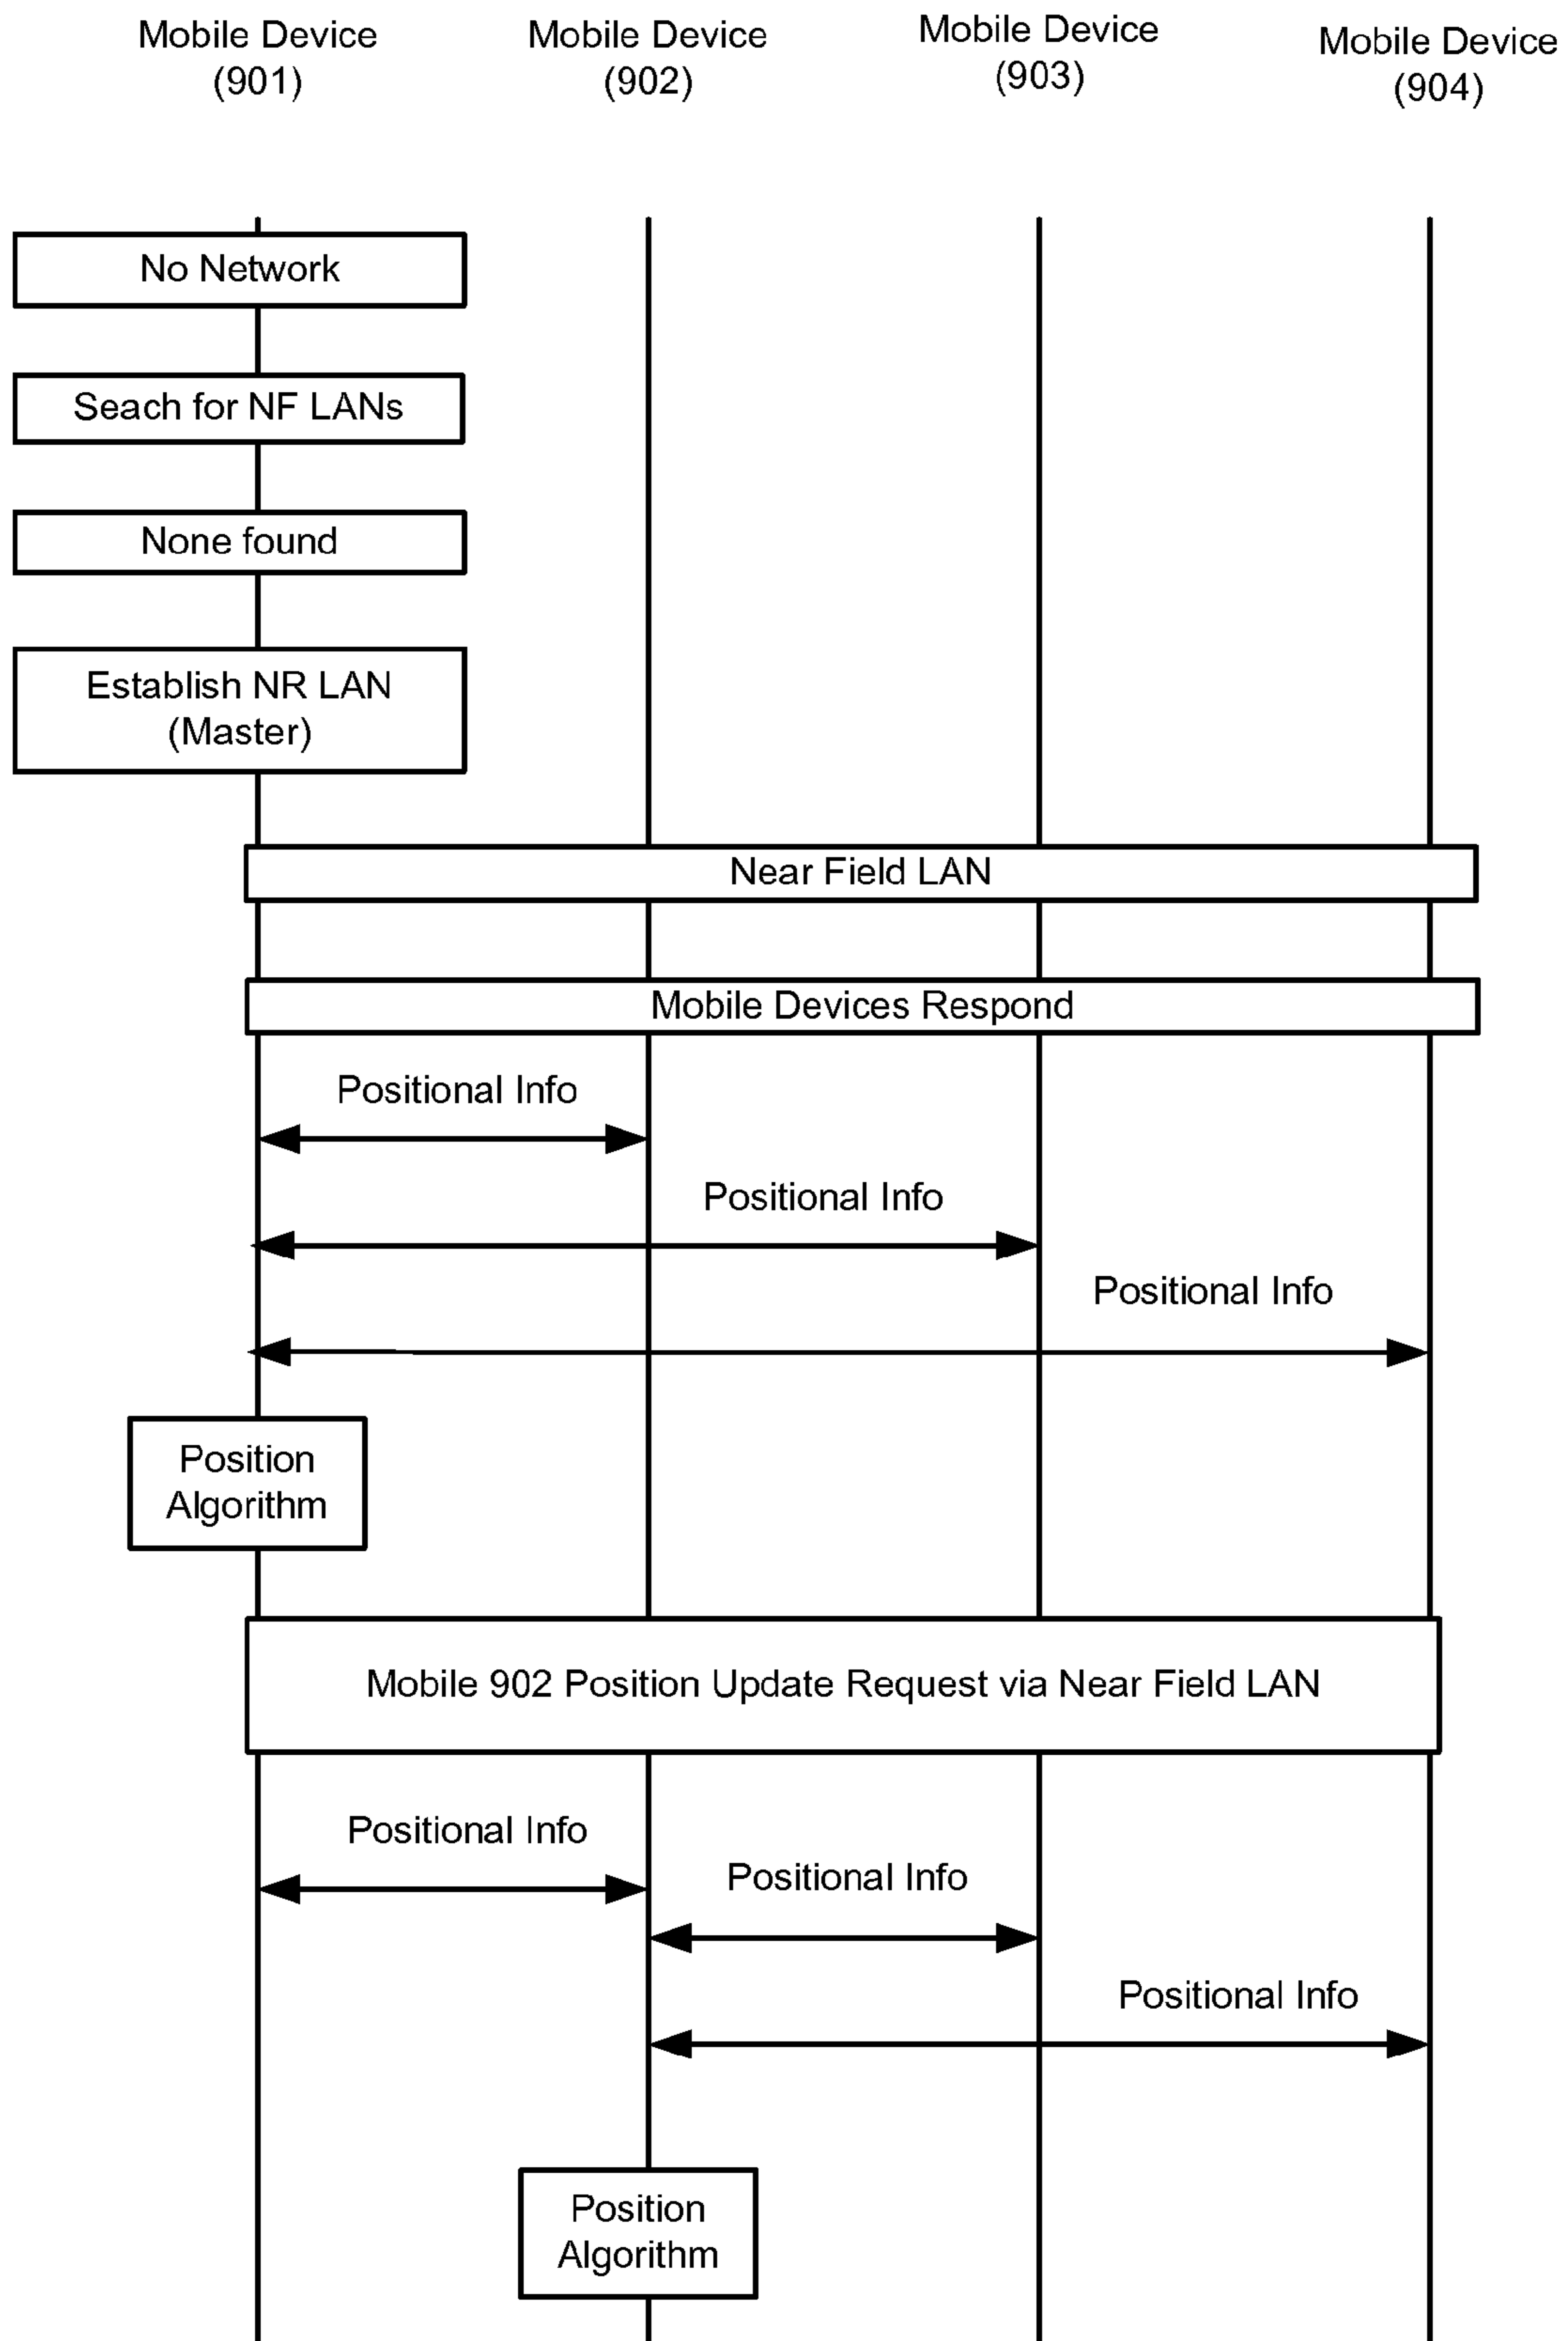 Mobile Device
(901)
Mobile Device
(902)
Mobile Device
(903)
Mobile Device
(904)
No Network
Seach for NF LANs
None found
Establish NR LAN
(Master)
Near Field LAN
Mobile Devices Respond
Positional Info
Positional Info
Positional Info
Position
Algorithm
Mobile 902 Position Update Request via Near Field LAN
Positional Info
Positional Info
Positional Info
Position
Algorithm